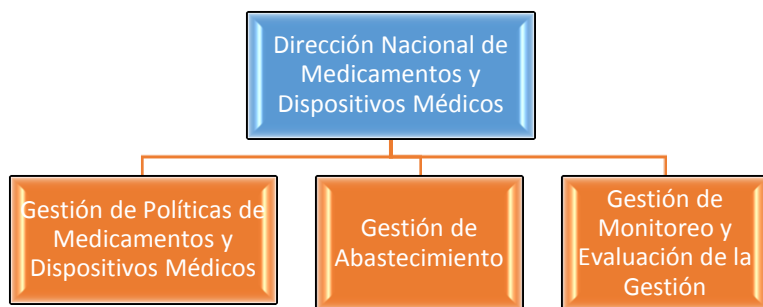 Dirección Nacional de
Medicamentos y
Dispositivos Médicos
Gestión de Políticas de
Medicamentos y
Dispositivos Médicos
Gestión de
Abastecimiento
Gestión de
Monitoreo y
Evaluación de la
Gestión